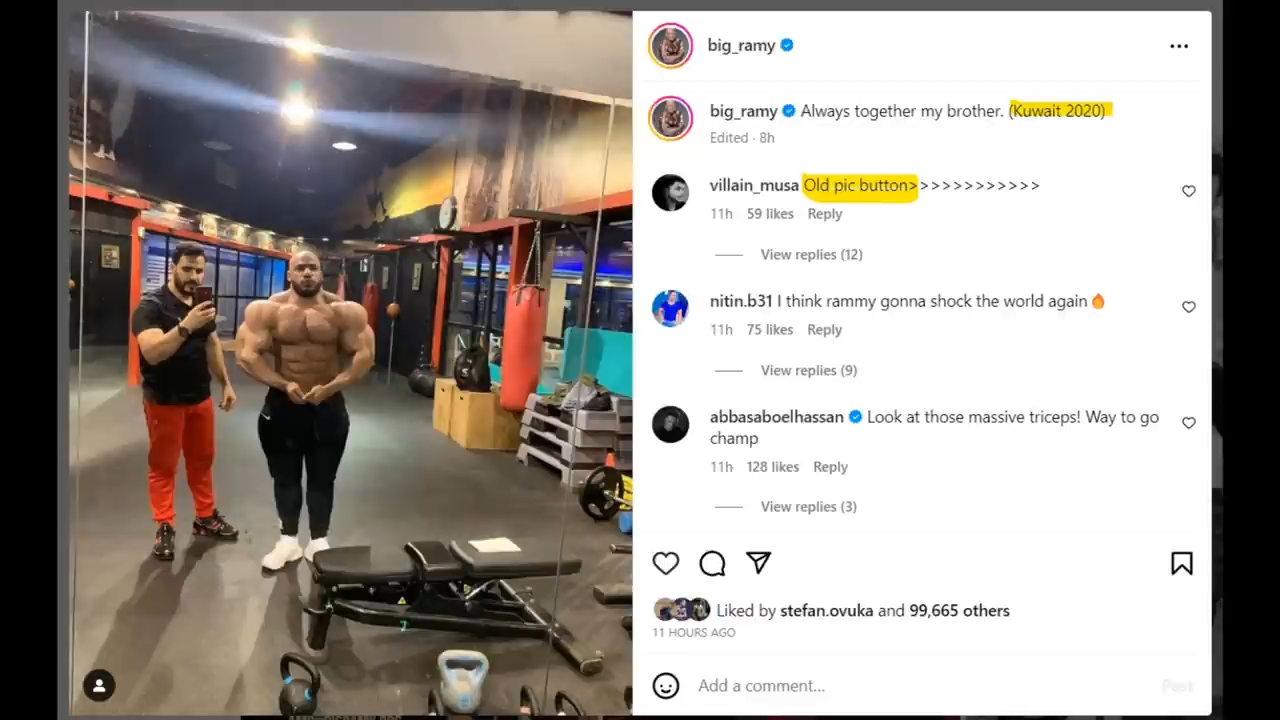 big_ramy
big_ramy Always together my brother. (Kuwait 2020)
Edited · 8h
villain_musa Old pic button>>>>>>>>>>>>
11h 59 likes Reply
View replies (12)
nitin.b31 I think rammy gonna shock the world again🔥
11h 75 likes Reply
View replies (9)
abbasaboelhassan Look at those massive triceps! Way to go
champ
11h 128 likes Reply
View replies (3)
Liked by stefan.ovuka and 99,665 others
11 HOURS AGO
Add a comment...
Post